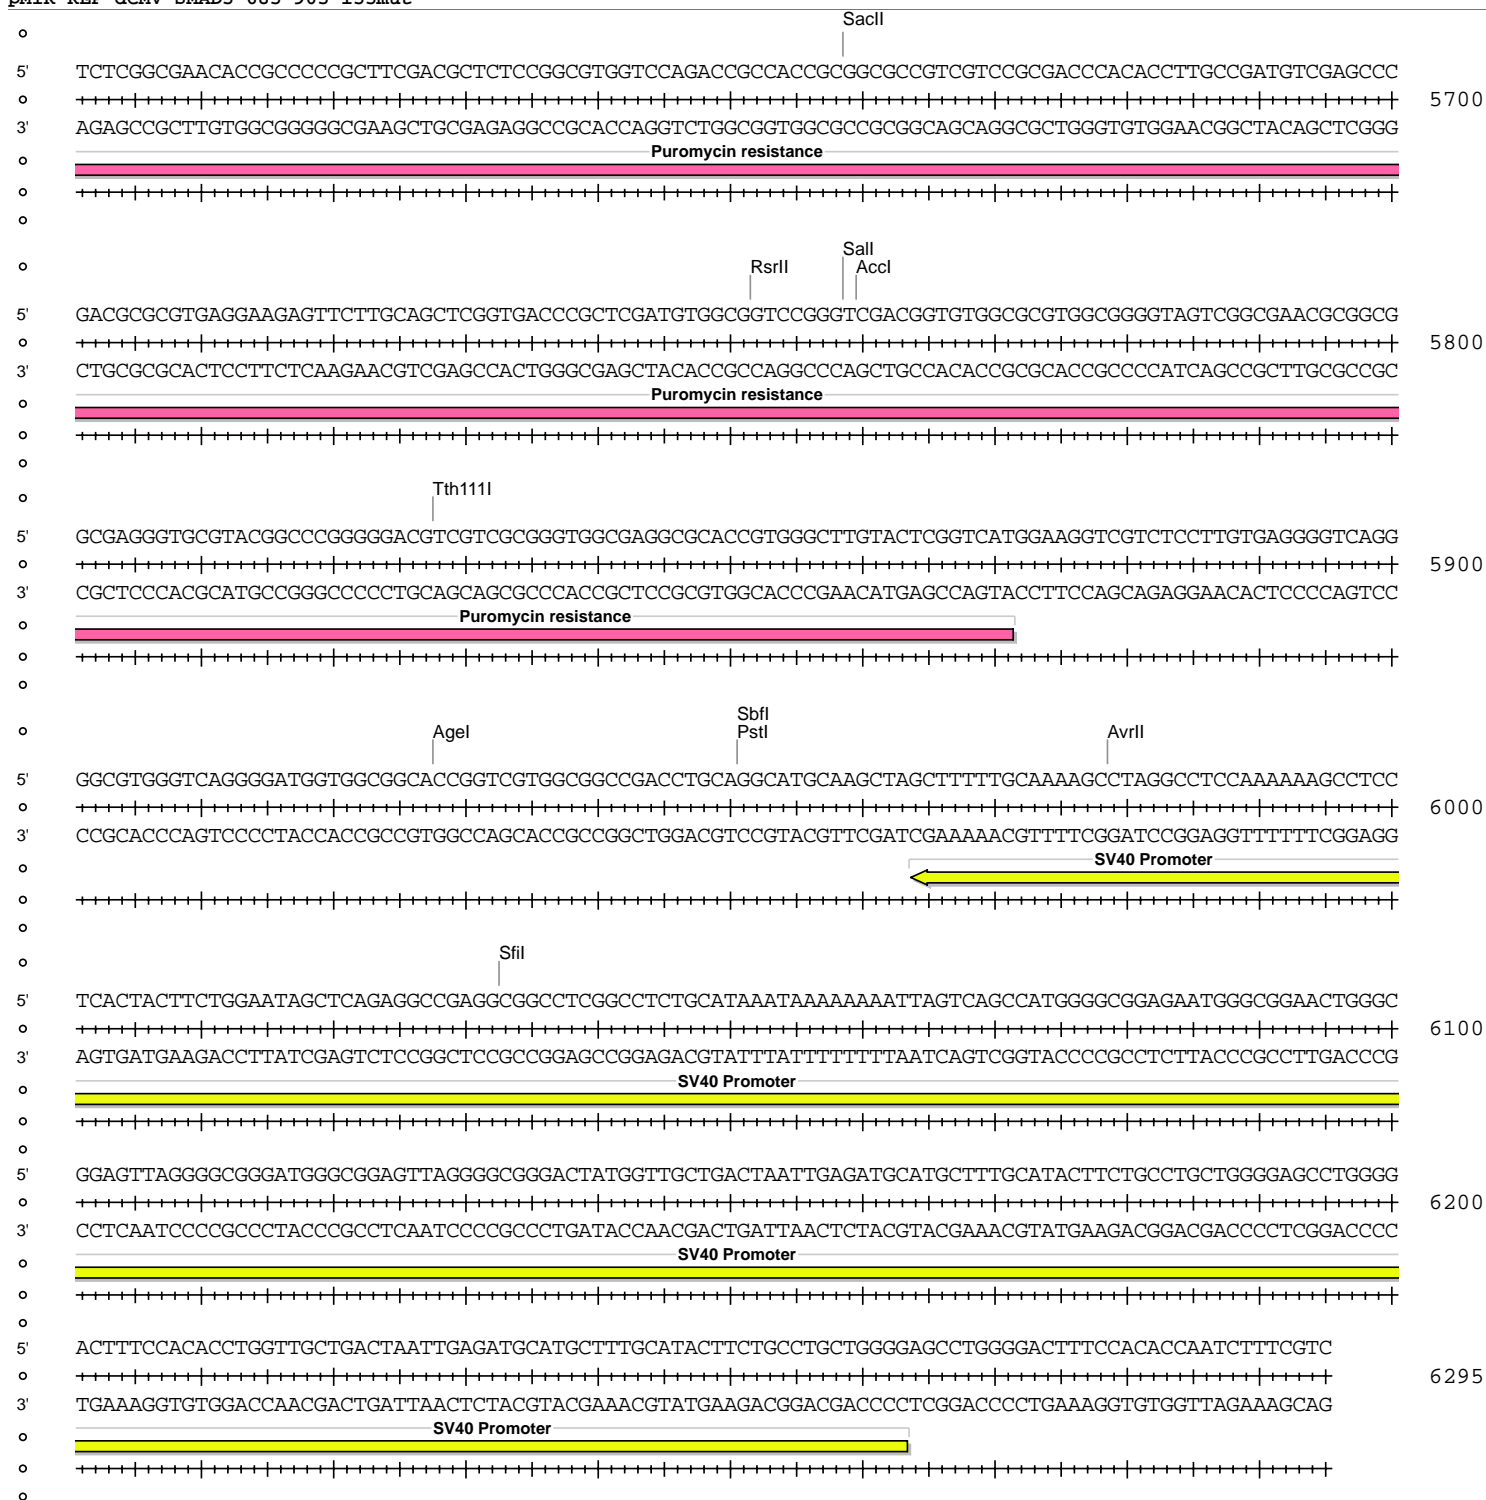 SacII
5' TCTCGGCGAACACCGCCCCCGCTTCGACGCTCTCCGGCGTGGTCCAGACCGCCACCGCGGCGCCGTCGTCCGCGACCCACACCTTGCCGATGTCGAGCCC
5700
3' AGAGCCGCTTGTGGCGGGGGCGAAGCTGCGAGAGGCCGCACCAGGTCTGGCGGTGGCGCCGCGGCAGCAGGCGCTGGGTGTGGAACGGCTACAGCTCGGG
Puromycin resistance
SalI
RsrII AccI
5' GACGCGCGTGAGGAAGAGTTCTTGCAGCTCGGTGACCCGCTCGATGTGGCGGTCCGGGTCGACGGTGTGGCGCGTGGCGGGGTAGTCGGCGAACGCGGCG
5800
3' CTGCGCGCACTCCTTCTCAAGAACGTCGAGCCACTGGGCGAGCTACACCGCCAGGCCCAGCTGCCACACCGCGCACCGCCCCATCAGCCGCTTGCGCCGC
Puromycin resistance
Tth111I
5' GCGAGGGTGCGTACGGCCCGGGGGACGTCGTCGCGGGTGGCGAGGCGCACCGTGGGCTTGTACTCGGTCATGGAAGGTCGTCTCCTTGTGAGGGGTCAGG
5900
3' CGCTCCCACGCATGCCGGGCCCCCTGCAGCAGCGCCCACCGCTCCGCGTGGCACCCGAACATGAGCCAGTACCTTCCAGCAGAGGAACACTCCCCAGTCC
Puromycin resistance
SbfI
AgeI PstI AvrII
5' GGCGTGGGTCAGGGGATGGTGGCGGCACCGGTCGTGGCGGCCGACCTGCAGGCATGCAAGCTAGCTTTTTGCAAAAGCCTAGGCCTCCAAAAAAGCCTCC
6000
3' CCGCACCCAGTCCCCTACCACCGCCGTGGCCAGCACCGCCGGCTGGACGTCCGTACGTTCGATCGAAAAACGTTTTCGGATCCGGAGGTTTTTTCGGAGG
SV40 Promoter
SfiI
5' TCACTACTTCTGGAATAGCTCAGAGGCCGAGGCGGCCTCGGCCTCTGCATAAATAAAAAAAATTAGTCAGCCATGGGGCGGAGAATGGGCGGAACTGGGC
6100
3' AGTGATGAAGACCTTATCGAGTCTCCGGCTCCGCCGGAGCCGGAGACGTATTTATTTTTTTTAATCAGTCGGTACCCCGCCTCTTACCCGCCTTGACCCG
SV40 Promoter
5' GGAGTTAGGGGCGGGATGGGCGGAGTTAGGGGCGGGACTATGGTTGCTGACTAATTGAGATGCATGCTTTGCATACTTCTGCCTGCTGGGGAGCCTGGGG
6200
3' CCTCAATCCCCGCCCTACCCGCCTCAATCCCCGCCCTGATACCAACGACTGATTAACTCTACGTACGAAACGTATGAAGACGGACGACCCCTCGGACCCC
SV40 Promoter
5' ACTTTCCACACCTGGTTGCTGACTAATTGAGATGCATGCTTTGCATACTTCTGCCTGCTGGGGAGCCTGGGGACTTTCCACACCAATCTTTCGTC
6295
3' TGAAAGGTGTGGACCAACGACTGATTAACTCTACGTACGAAACGTATGAAGACGGACGACCCCTCGGACCCCTGAAAGGTGTGGTTAGAAAGCAG
SV40 Promoter